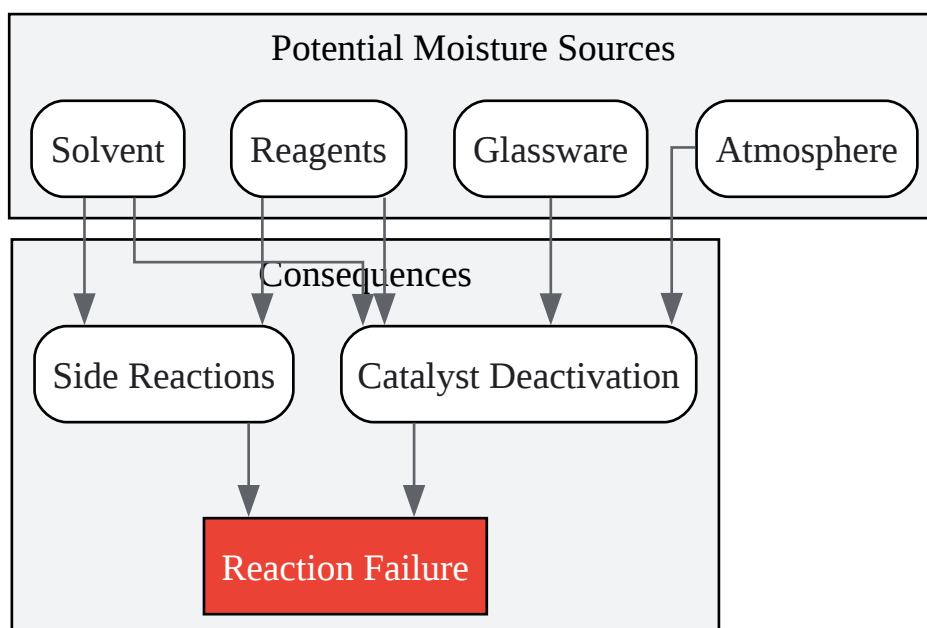 Potential Moisture Sources
Solvent
Reagents
Glassware
Atmosphere
Consequences
Side Reactions
Catalyst Deactivation
Reaction Failure